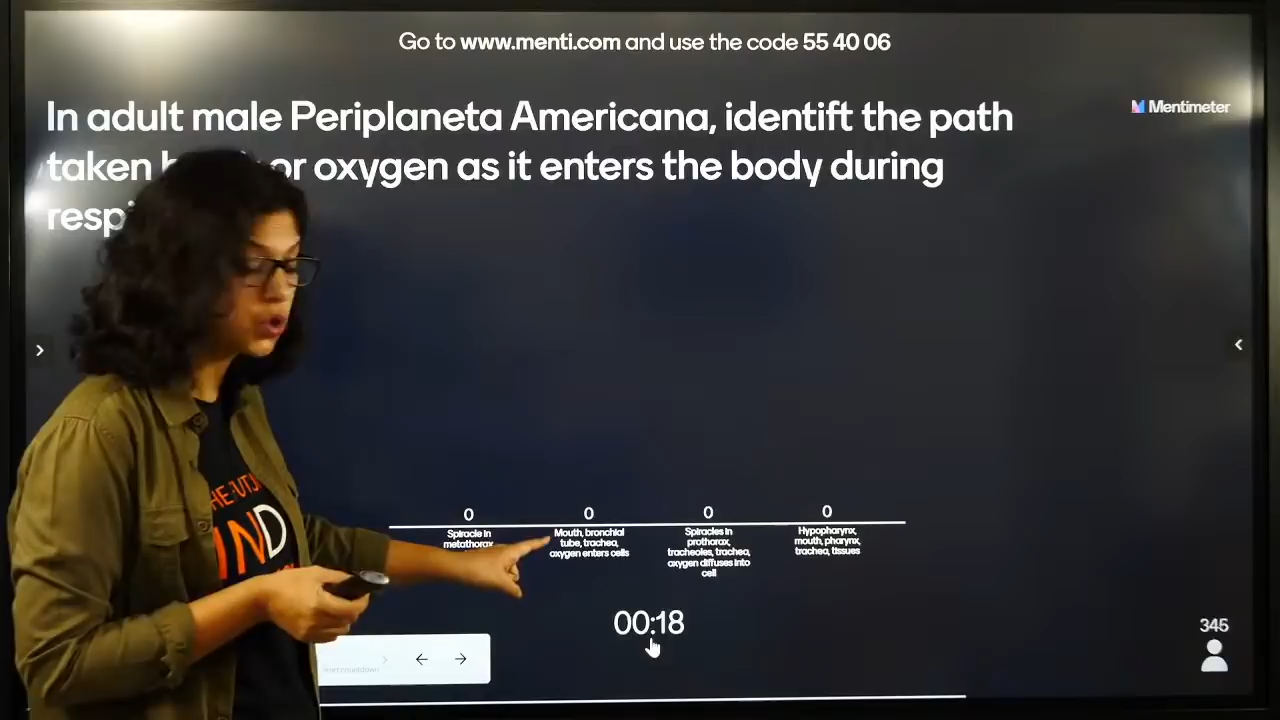 Go to www.menti.com and use the code 55 40 06
In adult male Periplaneta Americana, identift the path
taken or oxygen as it enters the body during
Mentimeter
0
0
0
0
Spiracle in
metathorax
Mouth, bronchial
tube, trachea,
oxygen enters cells
Spiracles in
prothorax,
tracheoles, trachea,
oxygen diffuses into
cell
Hypopharynx,
mouth, pharynx,
trachea, tissues
00:18
345